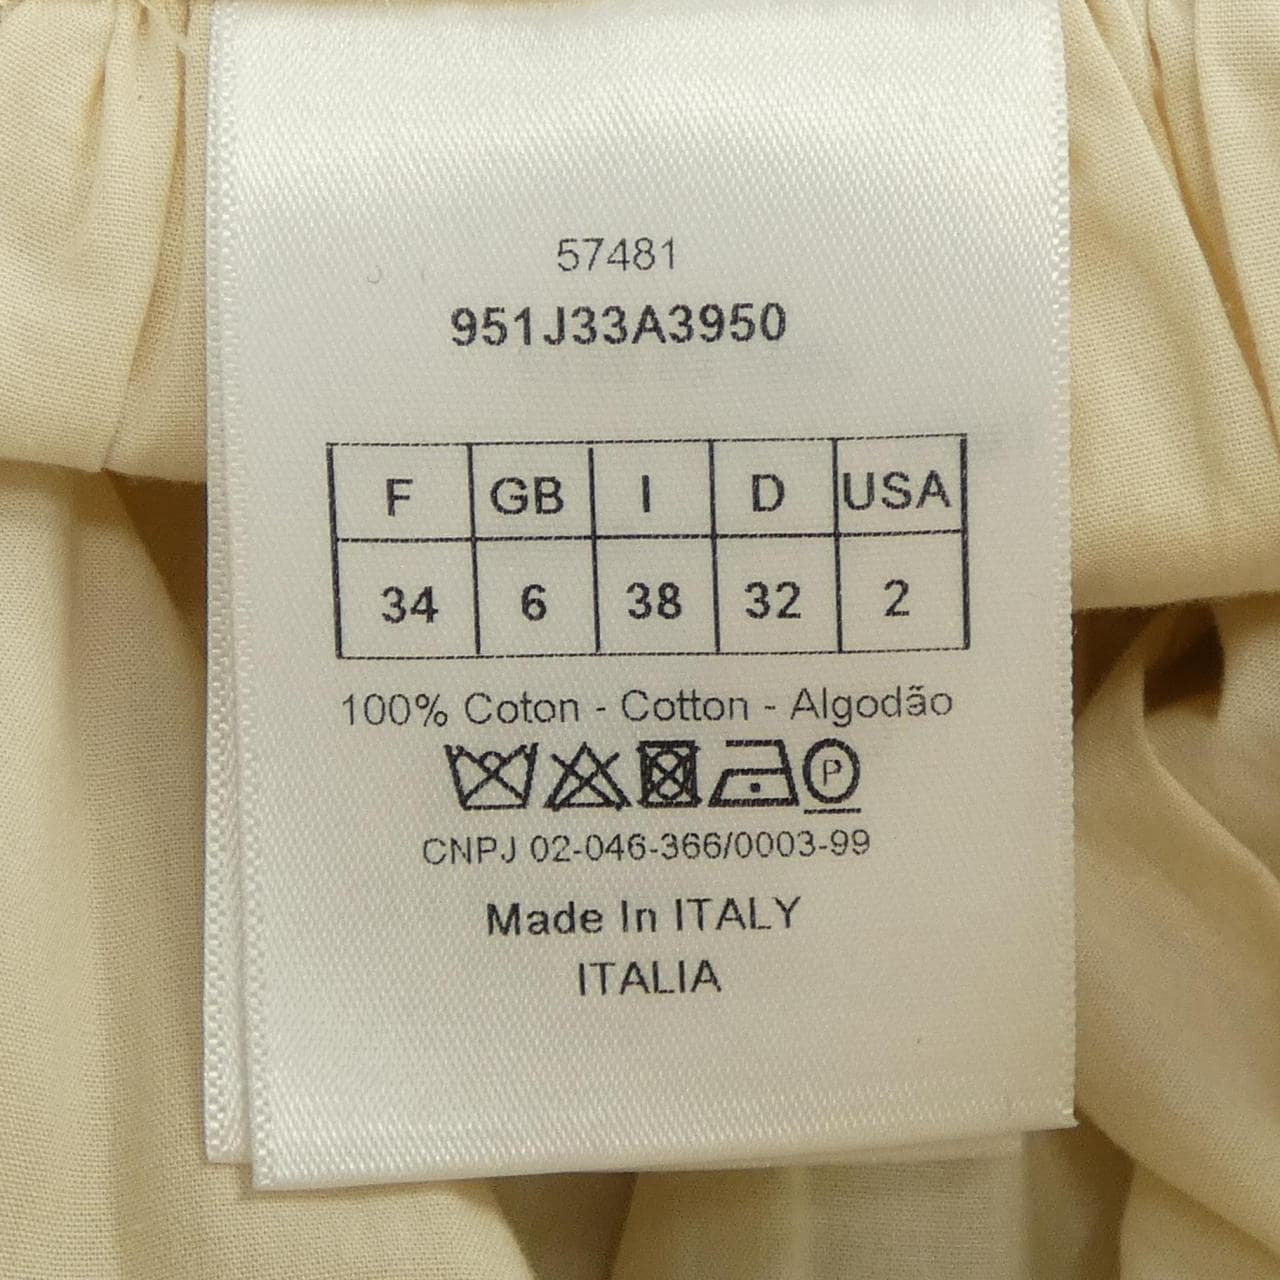 57481
951J33A3950
F GB I D USA
34 6 38 32 2
100% Coton - Cotton - Algodão
P
CNPJ 02-046-366/0003-99
Made In ITALY
ITALIA